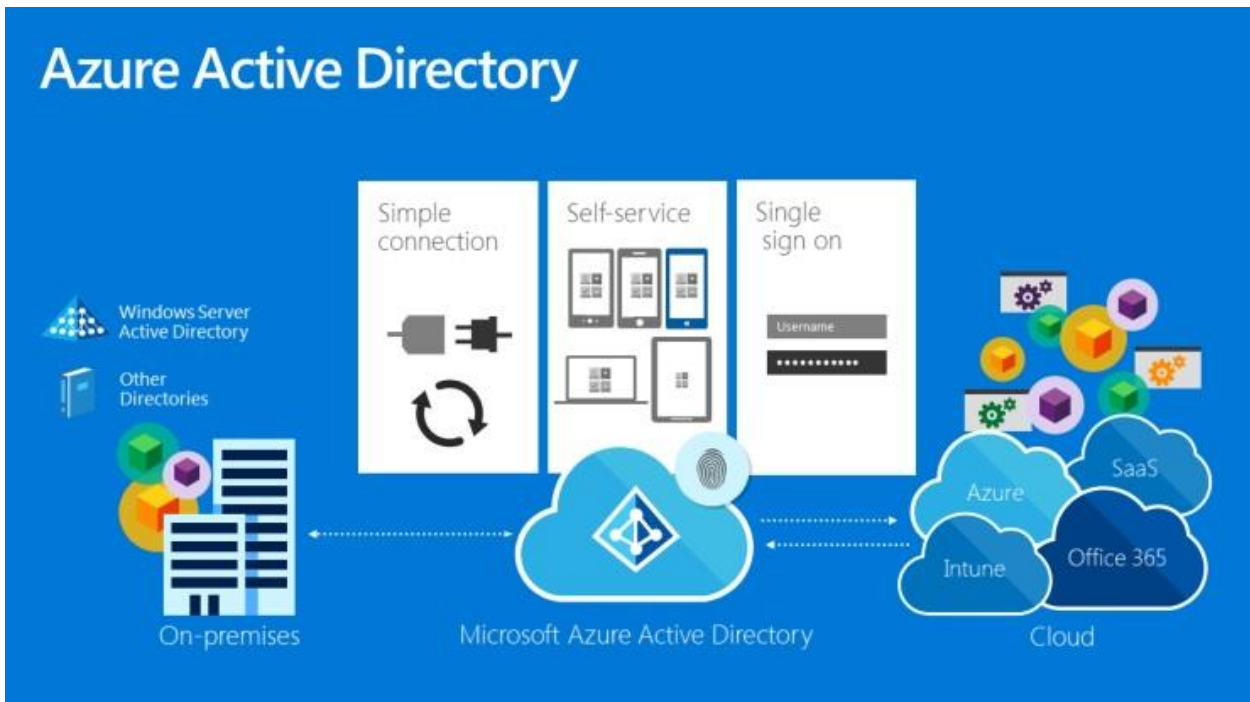 Azure Active Directory
Simple
connection
Self-service
Single
sign on
Username
Windows Server
Active Directory
Other
Directories
On-premises
Microsoft Azure Active Directory
Azure
SaaS
Intune
Office 365
Cloud